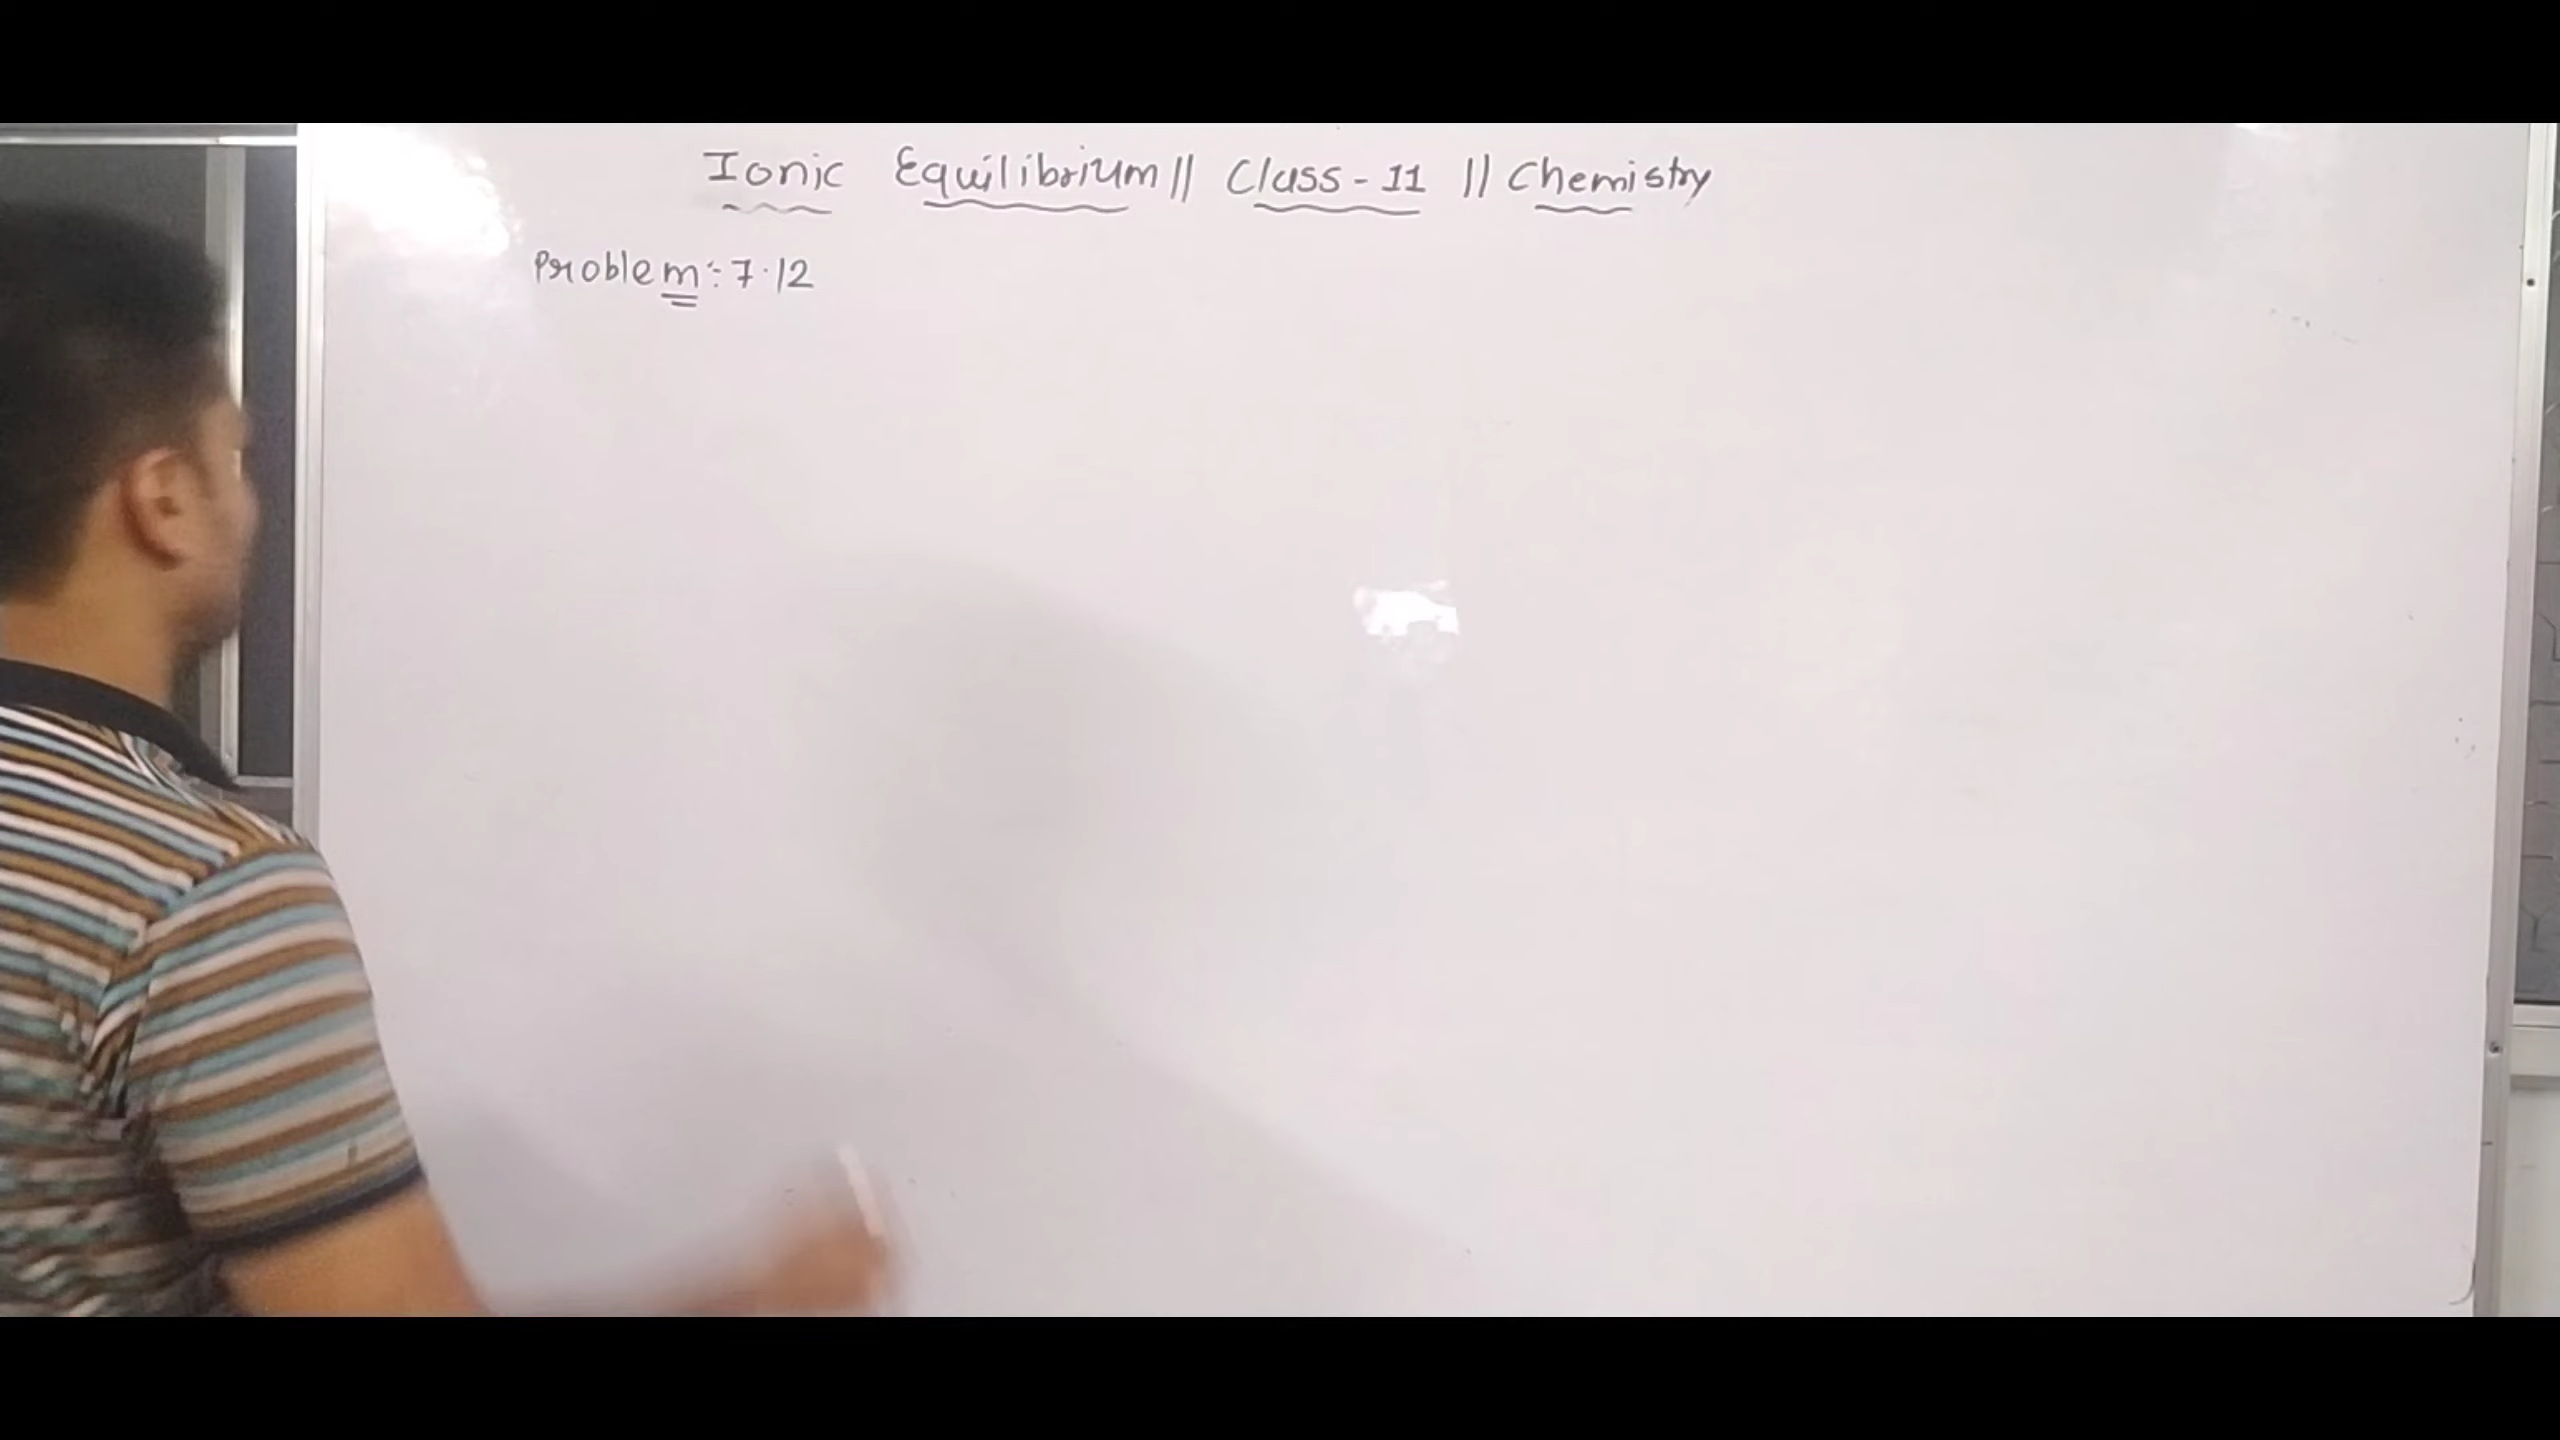 Ionic Equilibrium || Class - 11 || Chemistry
Problem :- 7.12